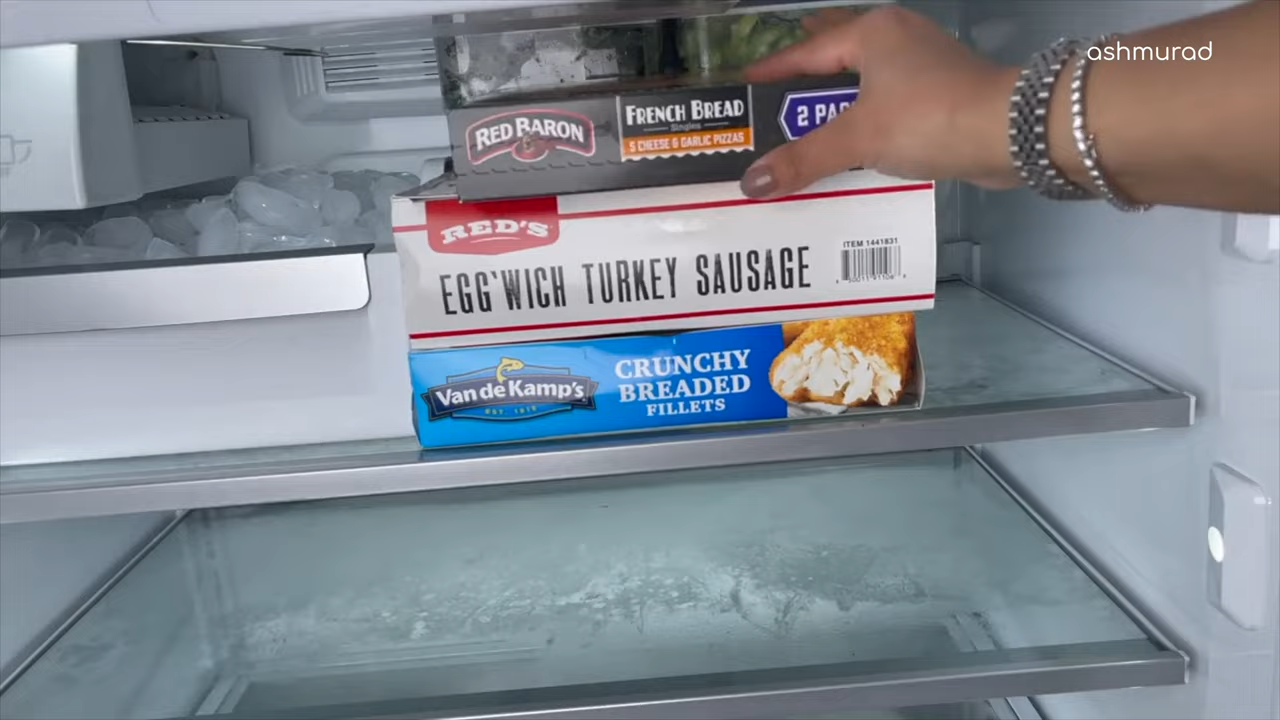 ashmurad
RED BARON
FRENCH BREAD
Singles
5 CHEESE & GARLIC PIZZAS
2 PA
RED'S
EGG'WICH TURKEY SAUSAGE
ITEM 1441831
Van de Kamp's
EST. 1915
CRUNCHY
BREADED
FILLETS